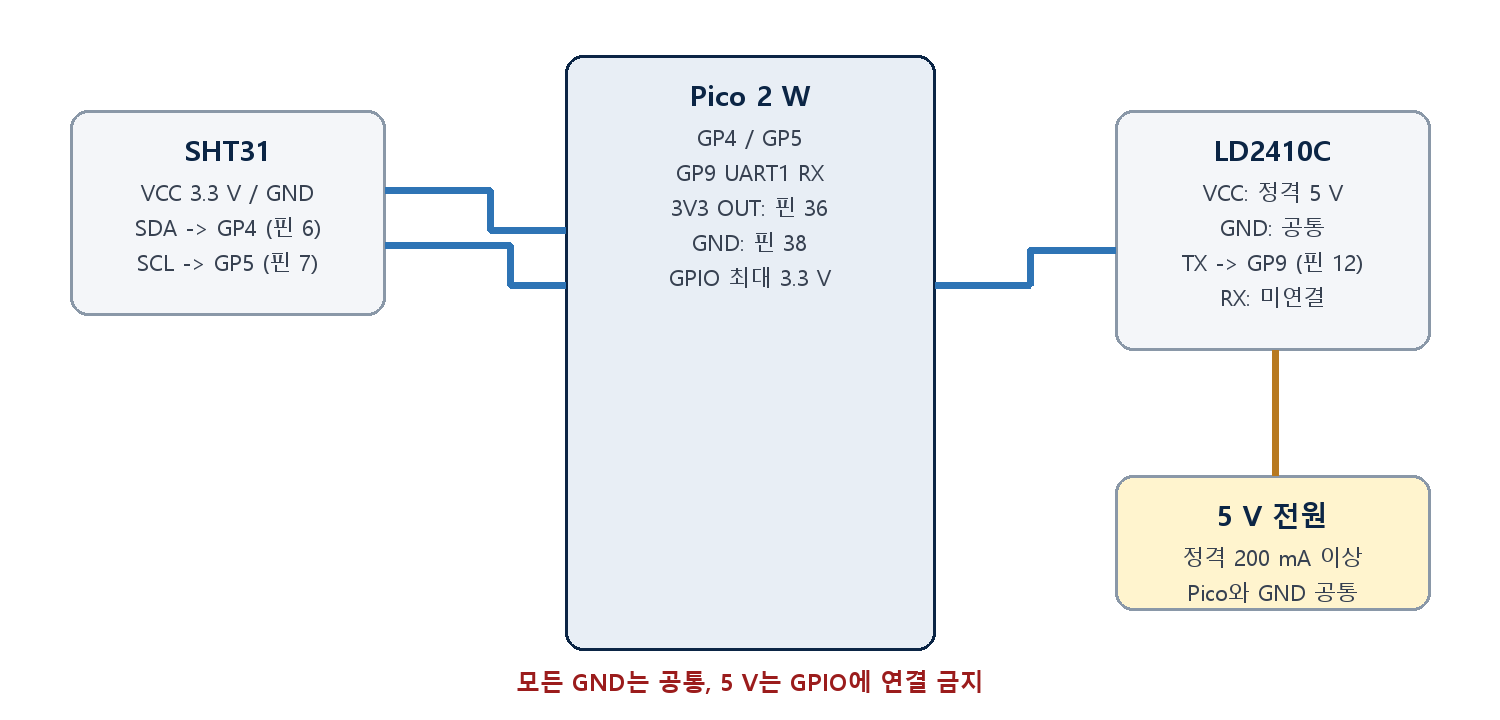 SHT31
VCC 3.3 V / GND
SDA -> GP4 (핀 6)
SCL -> GP5 (핀 7)
Pico 2 W
GP4 / GP5
GP9 UART1 RX
3V3 OUT: 핀 36
GND: 핀 38
GPIO 최대 3.3 V
LD2410C
VCC: 정격 5 V
GND: 공통
TX -> GP9 (핀 12)
RX: 미연결
5 V 전원
정격 200 mA 이상
Pico와 GND 공통
모든 GND는 공통, 5 V는 GPIO에 연결 금지